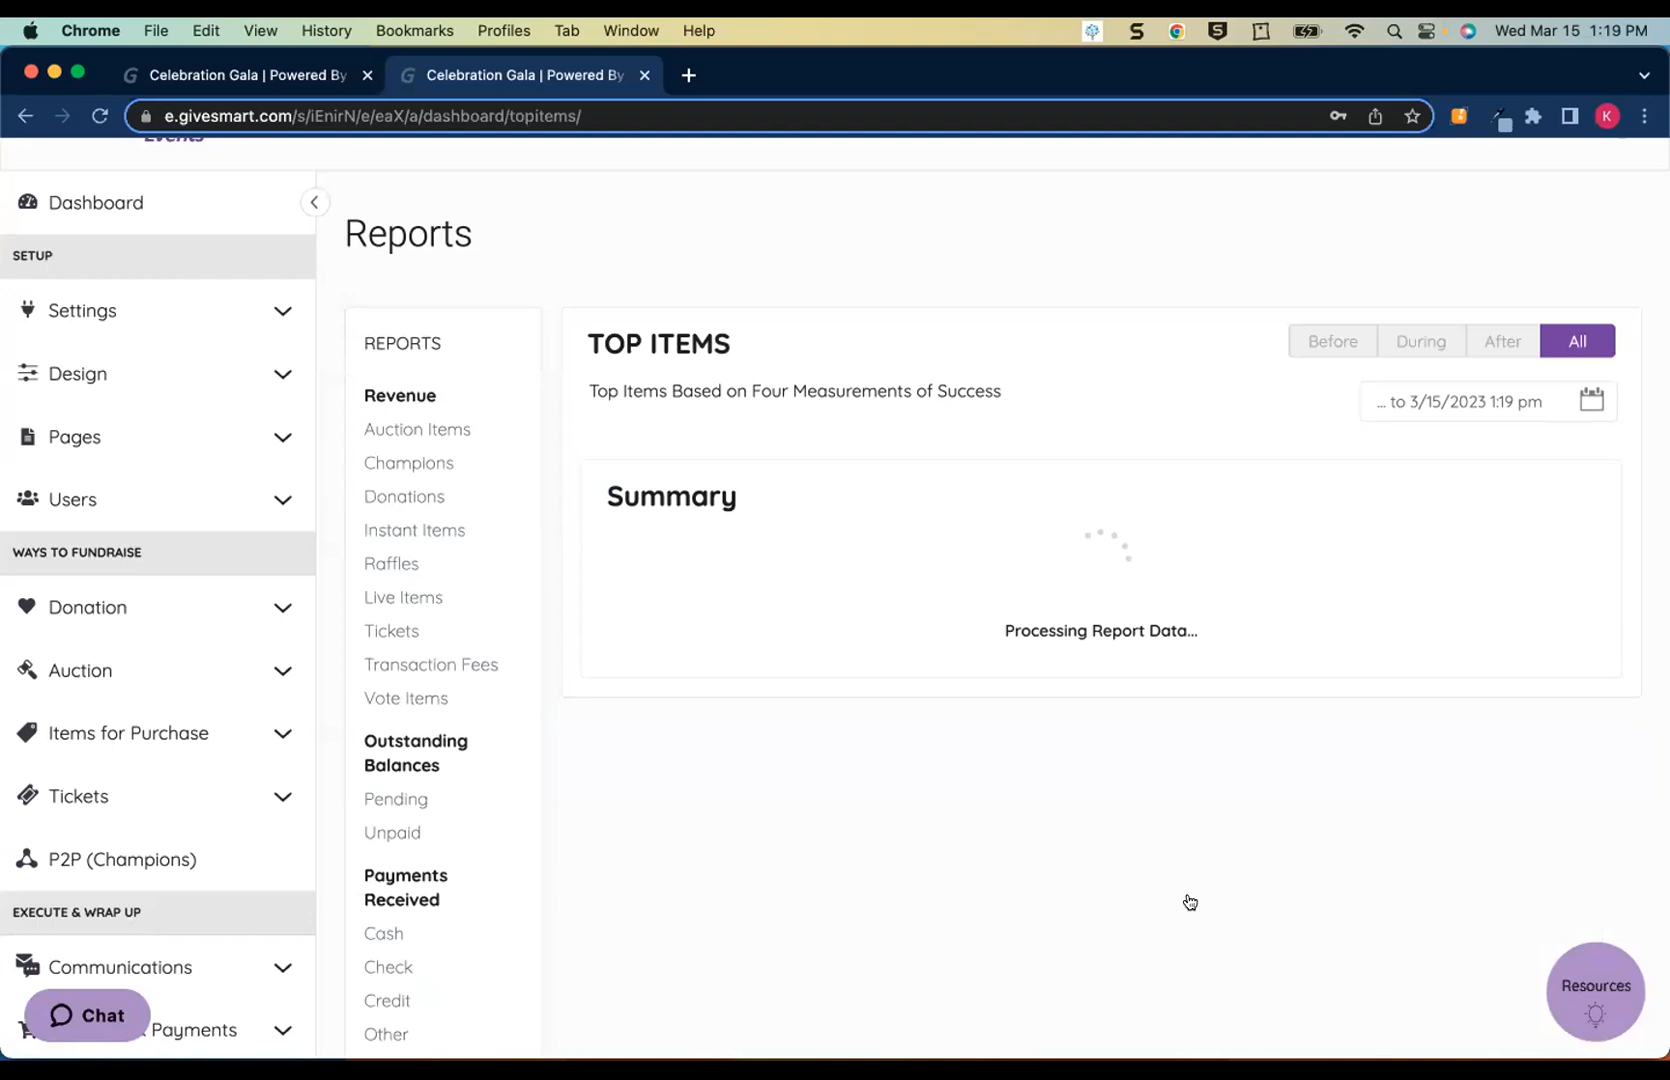 Chrome File Edit View History Bookmarks Profiles Tab Window Help Wed Mar 15 1:19 PM
Celebration Gala | Powered By Celebration Gala | Powered By
e.givesmart.com/s/iEnirN/e/eaX/a/dashboard/topitems/ K
Events
Dashboard
SETUP
Settings
Design
Pages
Users
WAYS TO FUNDRAISE
Donation
Auction
Items for Purchase
Tickets
P2P (Champions)
EXECUTE & WRAP UP
Communications
Chat
Payments
Reports
REPORTS
Revenue
Auction Items
Champions
Donations
Instant Items
Raffles
Live Items
Tickets
Transaction Fees
Vote Items
Outstanding
Balances
Pending
Unpaid
Payments
Received
Cash
Check
Credit
Other
TOP ITEMS
Before During After All
Top Items Based on Four Measurements of Success
... to 3/15/2023 1:19 pm
Summary
Processing Report Data...
Resources